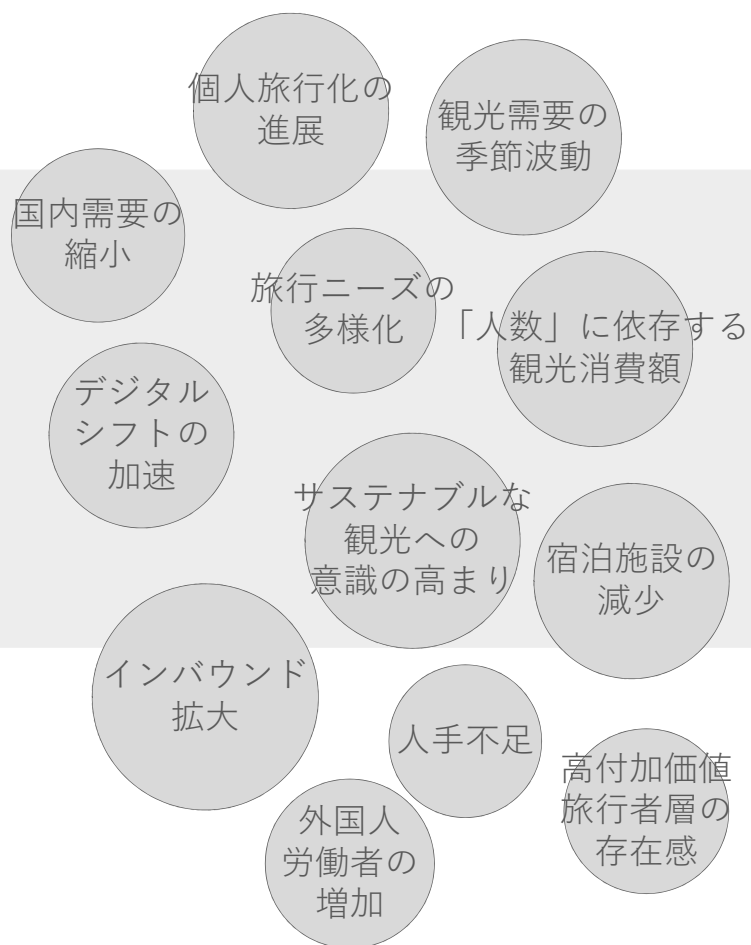 個人旅行化の
進展
観光需要の
季節波動
国内需要の
縮小
旅行ニーズの
多様化
「人数」に依存する
観光消費額
デジタル
シフトの
加速
サステナブルな
観光への
意識の高まり
宿泊施設の
減少
インバウンド
拡大
人手不足
高付加価値
旅行者層の
存在感
外国人
労働者の
増加